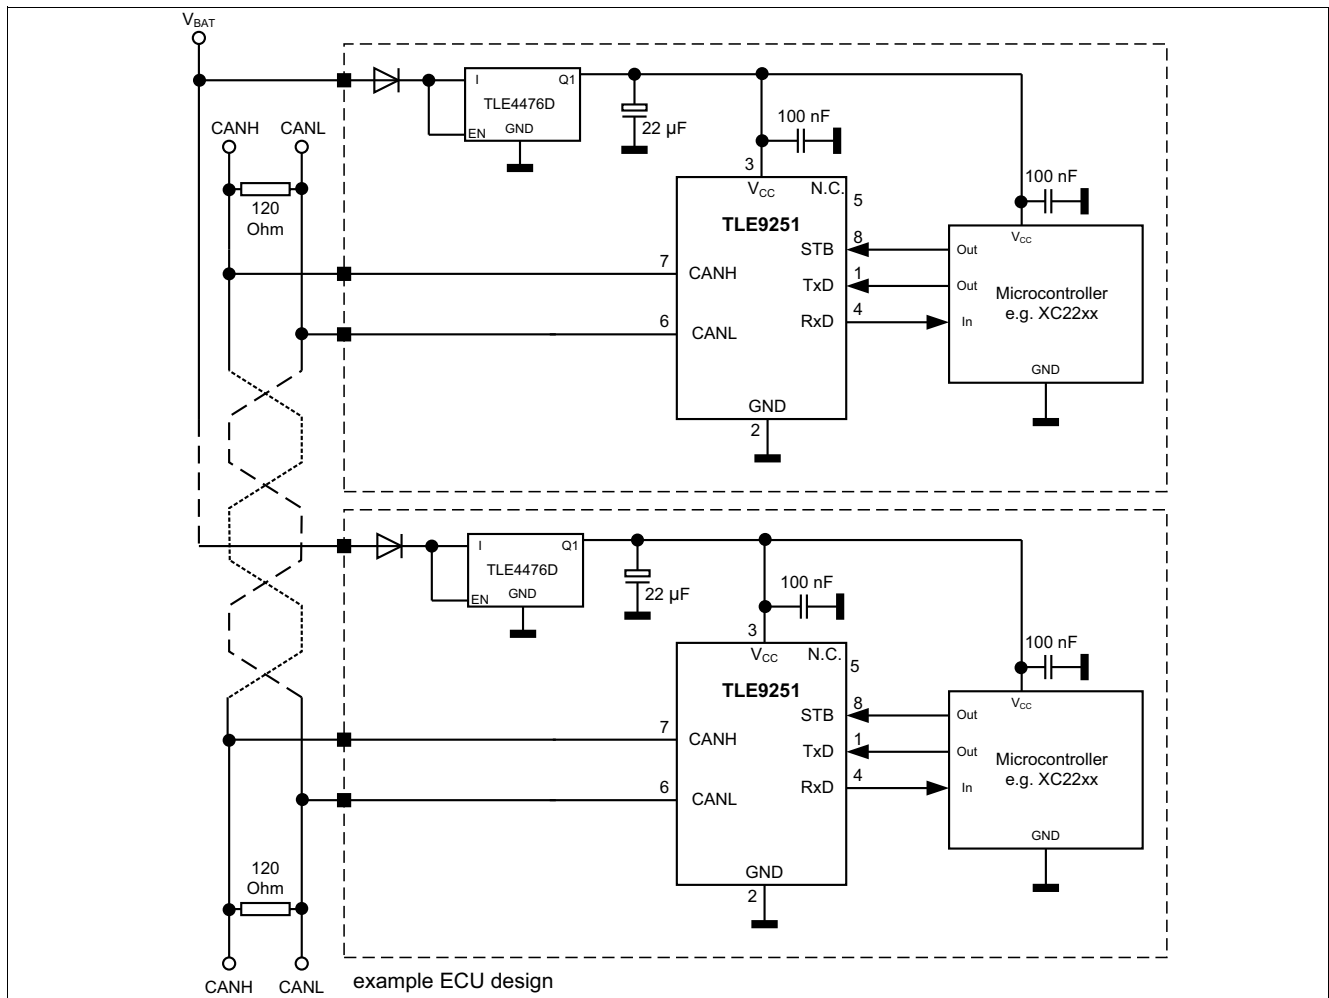 VBAT
CANH CANL
120
Ohm
I Q1
TLE4476D
EN GND
22 µF
100 nF
3
VCC N.C.
5
TLE9251
STB 8
TxD 1
RxD 4
7 CANH
6 CANL
GND
2
100 nF
VCC
Out
Out
In
Microcontroller
e.g. XC22xx
GND
I Q1
TLE4476D
EN GND
22 µF
100 nF
3
VCC N.C.
5
TLE9251
STB 8
TxD 1
RxD 4
7 CANH
6 CANL
GND
2
100 nF
VCC
Out
Out
In
Microcontroller
e.g. XC22xx
GND
120
Ohm
CANH CANL
example ECU design